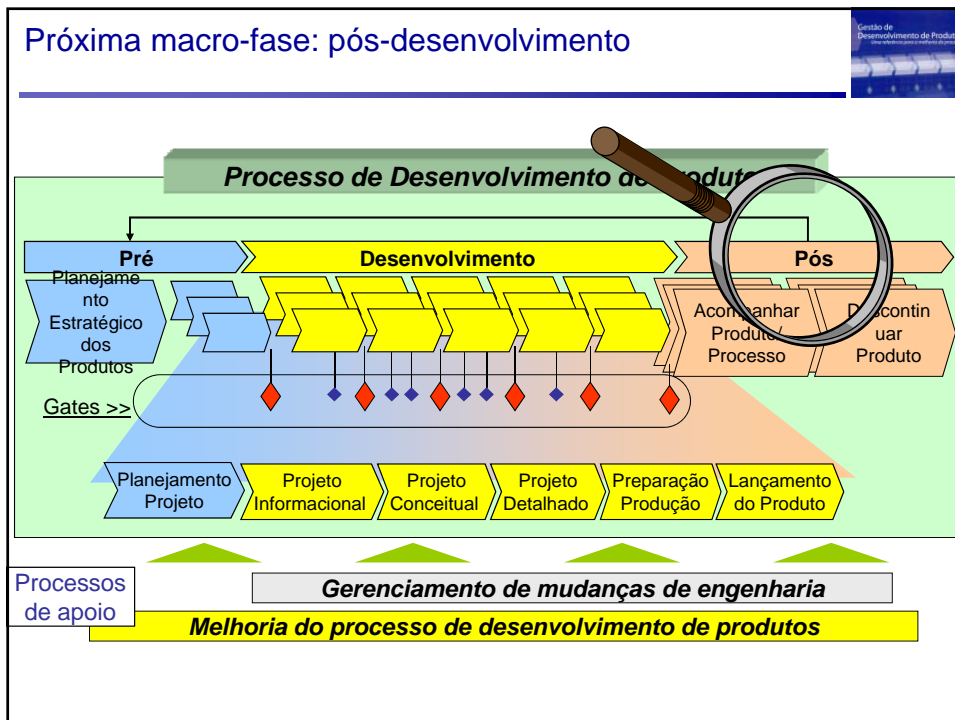 Próxima macro-fase: pós-desenvolvimento
Gestão de
Desenvolvimento de Produto
Processo de Desenvolvimento de Produto
Pré
Desenvolvimento
Pós
Planejame
nto
Estratégico
dos
Produtos
Acompanhar
Produto/
Processo
Descontin
uar
Produto
Gates >>
Planejamento
Projeto
Projeto
Informacional
Projeto
Conceitual
Projeto
Detalhado
Preparação
Produção
Lançamento
do Produto
Processos
de apoio
Gerenciamento de mudanças de engenharia
Melhoria do processo de desenvolvimento de produtos